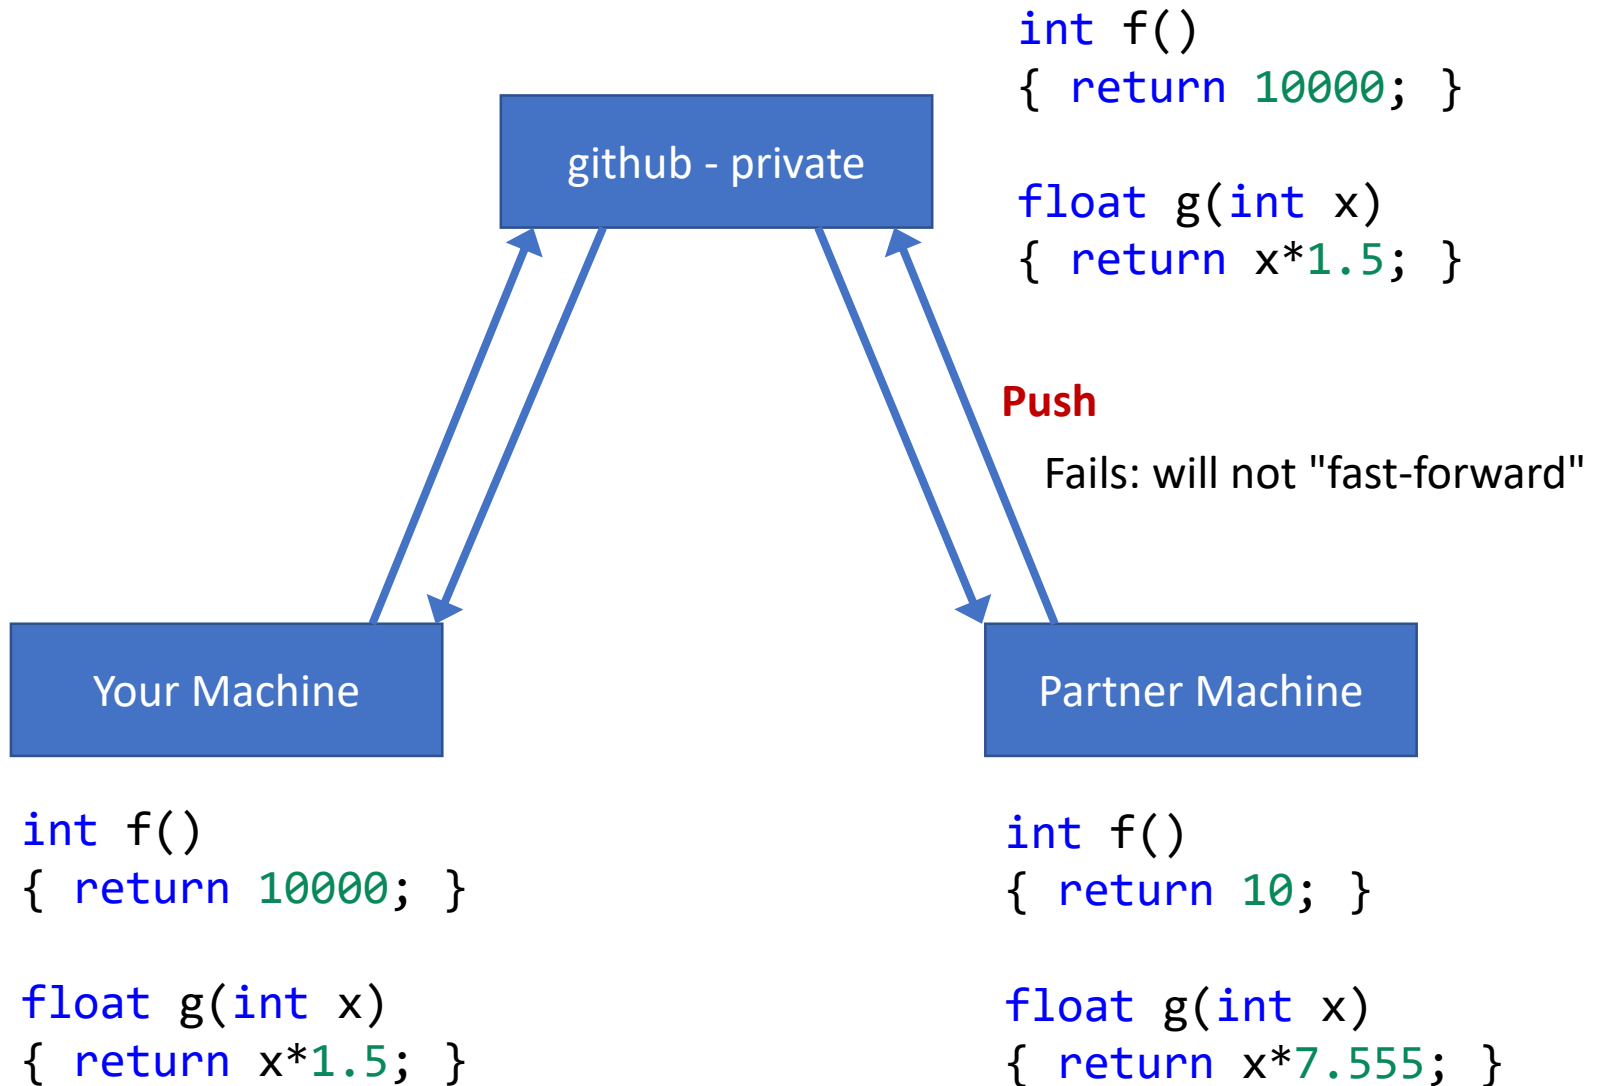 int f()
{ return 10000; }
float g(int x)
{ return x*1.5; }
github - private
Push
Fails: will not "fast-forward"
Your Machine
Partner Machine
int f()
{ return 10000; }
float g(int x)
{ return x*1.5; }
int f()
{ return 10; }
float g(int x)
{ return x*7.555; }